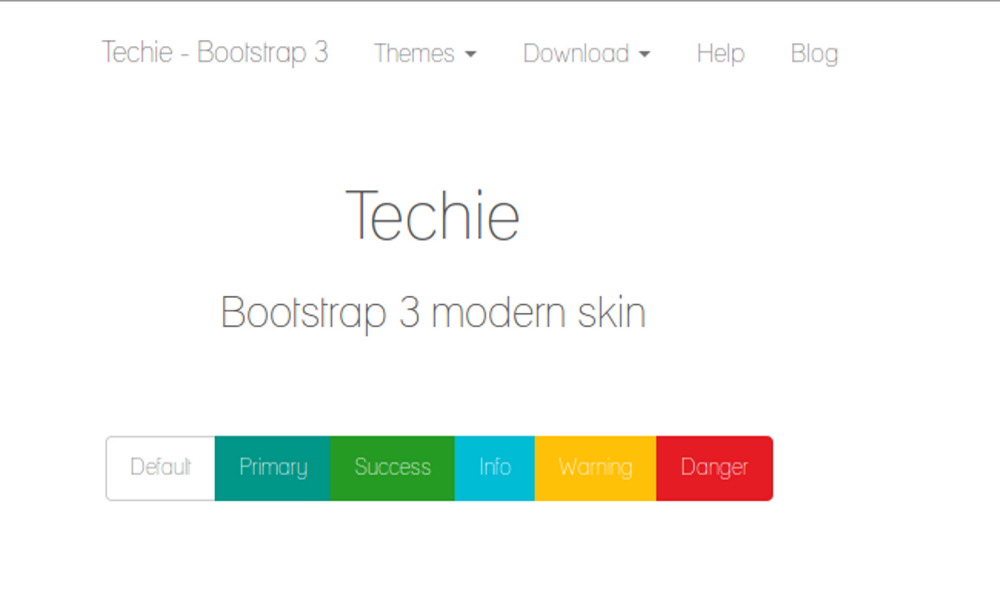 Techie - Bootstrap 3 Themes Download Help Blog
Techie
Bootstrap 3 modern skin
Default Primary Success Info Warning Danger